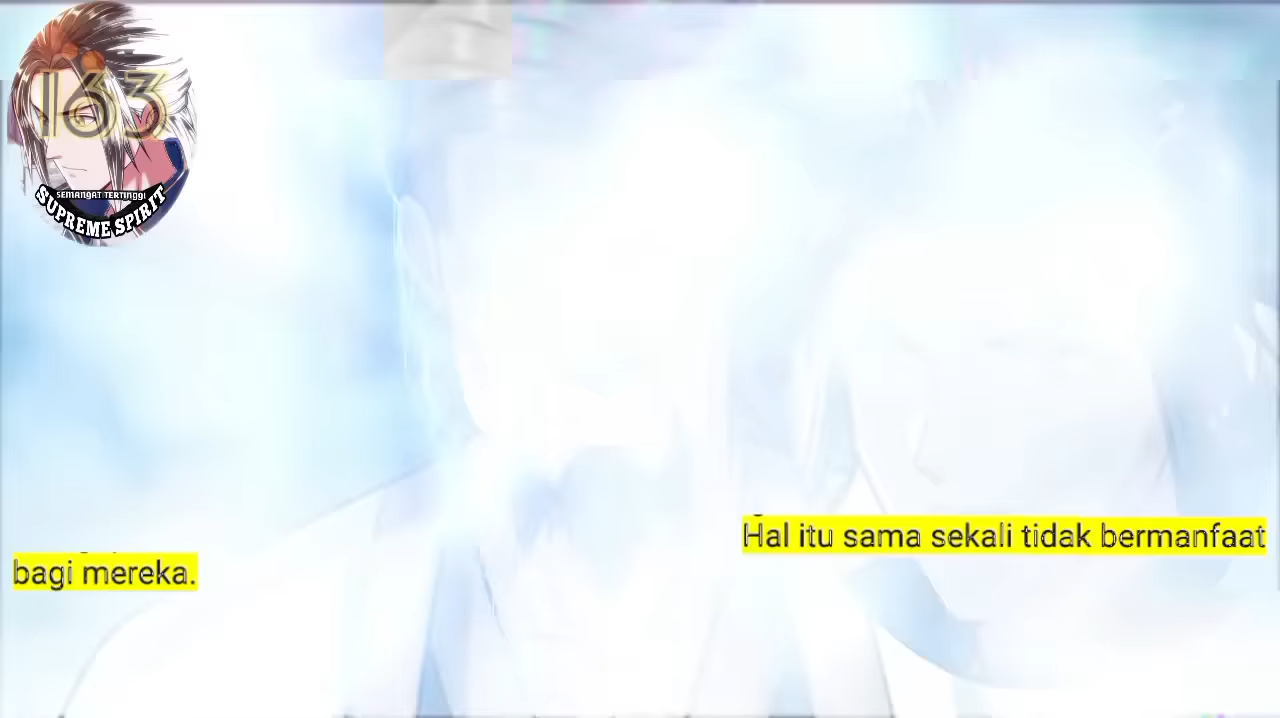 163
SEMANGAT TERTINGGI
SUPREME SPIRIT
Hal itu sama sekali tidak bermanfaat
bagi mereka.